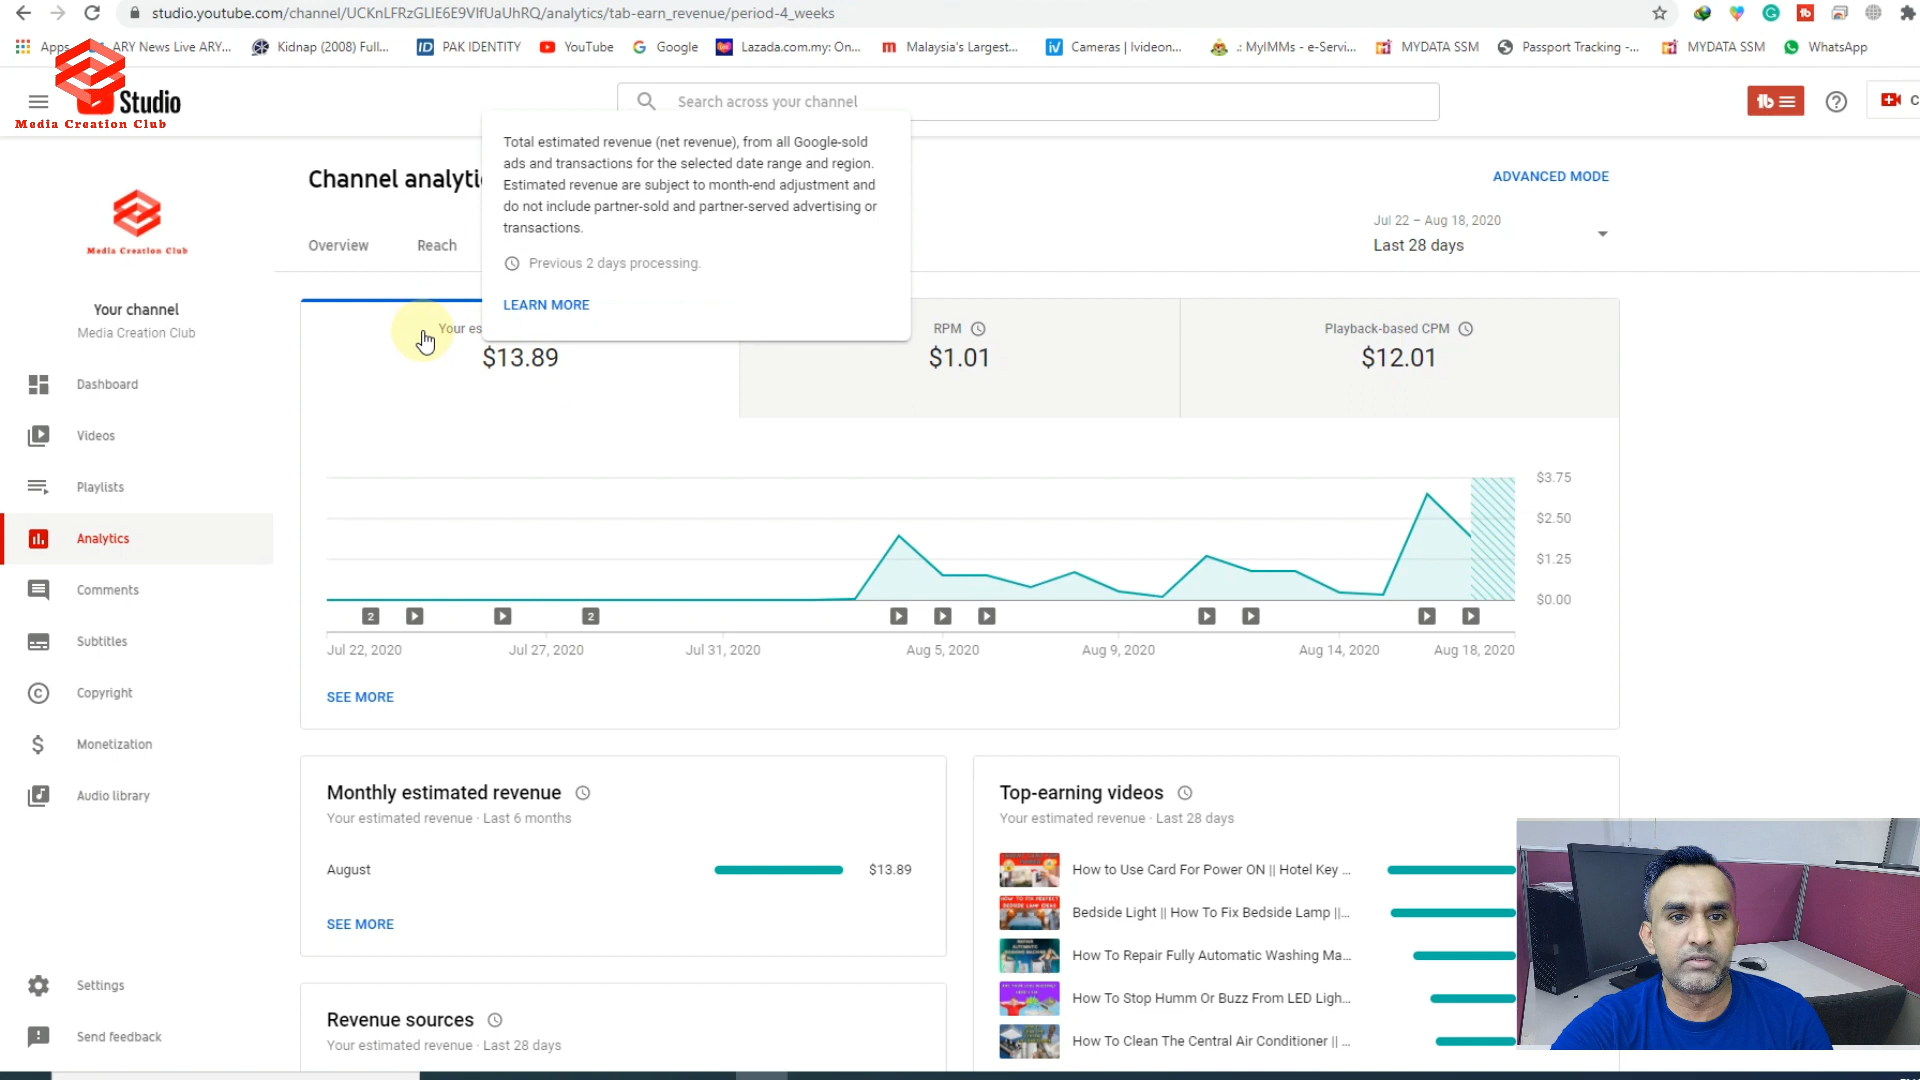 studio.youtube.com/channel/UCKnLFRzGLIE6E9VIfUaUhRQ/analytics/tab-earn_revenue/period-4_weeks
Apps
ARY News Live ARY...
Kidnap (2008) Full...
ID PAK IDENTITY
YouTube
Google
Lazada.com.my: On...
Malaysia's Largest...
iv Cameras | Ivideon...
.: MyIMMs - e-Servi...
MYDATA SSM
Passport Tracking -...
MYDATA SSM
WhatsApp
Studio
Media Creation Club
Search across your channel
Total estimated revenue (net revenue), from all Google-sold
ads and transactions for the selected date range and region.
Estimated revenue are subject to month-end adjustment and
do not include partner-sold and partner-served advertising or
transactions.
Previous 2 days processing.
LEARN MORE
Channel analytic
ADVANCED MODE
Jul 22 – Aug 18, 2020
Last 28 days
Overview
Reach
Media Creation Club
Your channel
Media Creation Club
Dashboard
Videos
Playlists
Analytics
Comments
Subtitles
Copyright
Monetization
Audio library
Settings
Send feedback
Your es
$13.89
RPM
$1.01
Playback-based CPM
$12.01
$3.75
$2.50
$1.25
$0.00
2
2
Jul 22, 2020
Jul 27, 2020
Jul 31, 2020
Aug 5, 2020
Aug 9, 2020
Aug 14, 2020
Aug 18, 2020
SEE MORE
Monthly estimated revenue
Your estimated revenue · Last 6 months
August
$13.89
SEE MORE
Revenue sources
Your estimated revenue · Last 28 days
Top-earning videos
Your estimated revenue · Last 28 days
How to Use Card For Power ON || Hotel Key ...
Bedside Light || How To Fix Bedside Lamp ||...
How To Repair Fully Automatic Washing Ma...
How To Stop Humm Or Buzz From LED Ligh...
How To Clean The Central Air Conditioner || ...